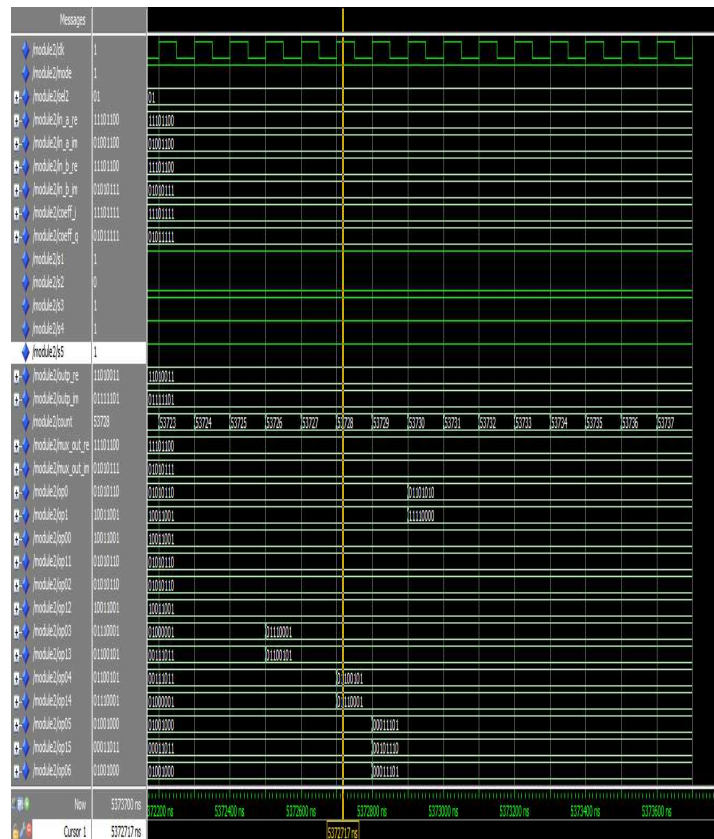 Messages
/module2/clk 1
/module2/mode 1
/module2/sel2 01 01
/module2/in_a_re 11101100 11101100
/module2/in_a_im 01001100 01001100
/module2/in_b_re 11101100 11101100
/module2/in_b_im 01010111 01010111
/module2/coeff_i 11101111 11101111
/module2/coeff_q 01011111 01011111
/module2/s1 1
/module2/s2 0
/module2/s3 1
/module2/s4 1
/module2/s5 1
/module2/outp_re 11010011 11010011
/module2/outp_im 01111101 01111101
/module2/count 53728 53723 53724 53725 53726 53727 53728 53729 53730 53731 53732 53733 53734 53735 53736 53737
/module2/mux_out_re 11101100 11101100
/module2/mux_out_im 01010111 01010111
/module2/op0 01010110 01010110 01101010
/module2/op1 10011001 10011001 11110000
/module2/op00 10011001 10011001
/module2/op11 01010110 01010110
/module2/op02 01010110 01010110
/module2/op12 10011001 10011001
/module2/op03 01110001 01000001 01110001
/module2/op13 01100101 00111011 01100101
/module2/op04 01100101 00111011 01100101
/module2/op14 01110001 01000001 01110001
/module2/op05 01001000 01001000 00011101
/module2/op15 00011011 00011011 00101110
/module2/op06 01001000 01001000 00011101
Now 5373700 ns 372200 ns 5372400 ns 5372600 ns 5372800 ns 5373000 ns 5373200 ns 5373400 ns 5373600 ns
Cursor 1 5372717 ns 5372717 ns